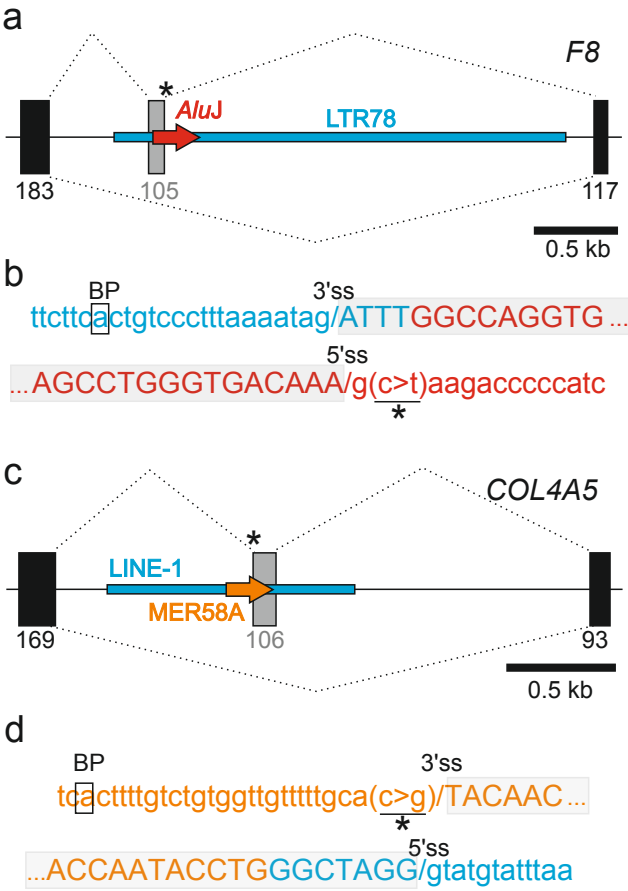 a
F8
*
AluJ
LTR78
183
105
117
0.5 kb
b
BP
3'ss
ttcttcactgtccctttaaaatag/ATTTGGCCAGGTG ...
5'ss
...AGCCTGGGTGACAAA/g(c>t)aagacccccatc
*
c
COL4A5
*
LINE-1
MER58A
169
106
93
0.5 kb
d
BP
3'ss
tcacttttgtctgtggttgtttttgca(c>g)/TACAAC...
*
5'ss
...ACCAATACCTGGGCTAGG/gtatgtatttaa